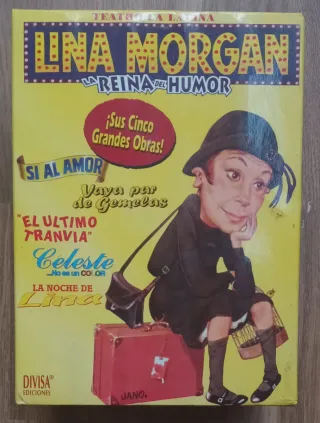 TEATRO LA LATINA
LINA MORGAN
LA REINA DEL HUMOR
¡Sus Cinco
Grandes Obras!
SI AL AMOR
Vaya par
de Gemelas
"EL ULTIMO
TRANVIA"
Celeste
...No es un COLOR
LA NOCHE DE
Lina
DIVISA®
EDICIONES
JANO.